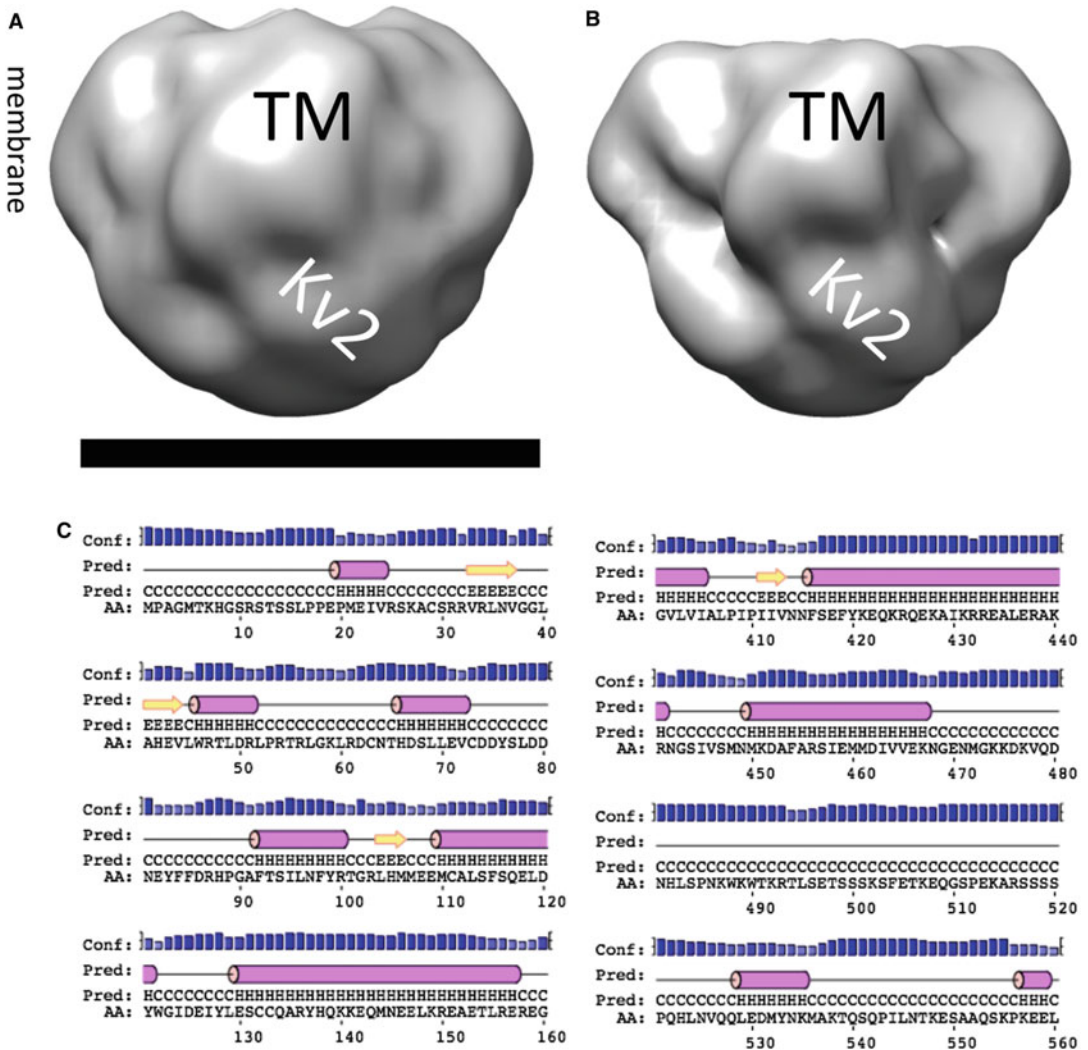 A
B
membrane
TM
TM
Kv2
Kv2
C
Conf:
Pred:
Pred: CCCCCCCCCCCCCCCCCCCHHHHHCCCCCCCCEEEEECCC
AA: MPAGMTKHGSRSTSSLPPEPMEIVRSKACSRRVRLNVGGL
10 20 30 40
Conf:
Pred:
Pred: EEEECHHHHHHCCCCCCCCCCCCCCHHHHHHHCCCCCCCC
AA: AHEVLWRTLDRLPRTRLGKLRDCNTHDSLLEVCDDYSLDD
50 60 70 80
Conf:
Pred:
Pred: CCCCCCCCCCCHHHHHHHHHCCCEEECCCHHHHHHHHHHH
AA: NEYFFDRHPGAFTSILNFYRTGRLHMMEEMCALSFSQELD
90 100 110 120
Conf:
Pred:
Pred: HCCCCCCCCHHHHHHHHHHHHHHHHHHHHHHHHHHHHCCC
AA: YWGIDEIYLESCCQARYHQKKEQMNEELKREAETLREREG
130 140 150 160
Conf:
Pred:
Pred: HHHHHCCCCCEEECCHHHHHHHHHHHHHHHHHHHHHHHHH
AA: GVLVIALPIPIIVNNFSEFYKEQKRQEKAIKRREALERAK
410 420 430 440
Conf:
Pred:
Pred: HCCCCCCCCHHHHHHHHHHHHHHHHHHCCCCCCCCCCCCC
AA: RNGSIVSMNMKDAFARSIEMMDIVVEKNGENMGKKDKVQD
450 460 470 480
Conf:
Pred:
Pred: CCCCCCCCCCCCCCCCCCCCCCCCCCCCCCCCCCCCCCCC
AA: NHLSPNKWKWTKRTLSETSSSKSFETKEQGSPEKARSSSS
490 500 510 520
Conf:
Pred:
Pred: CCCCCCCCHHHHHHHCCCCCCCCCCCCCCCCCCCCCHHHC
AA: PQHLNVQQLEDMYNKMAKTQSQPILNTKESAAQSKPKEEL
530 540 550 560